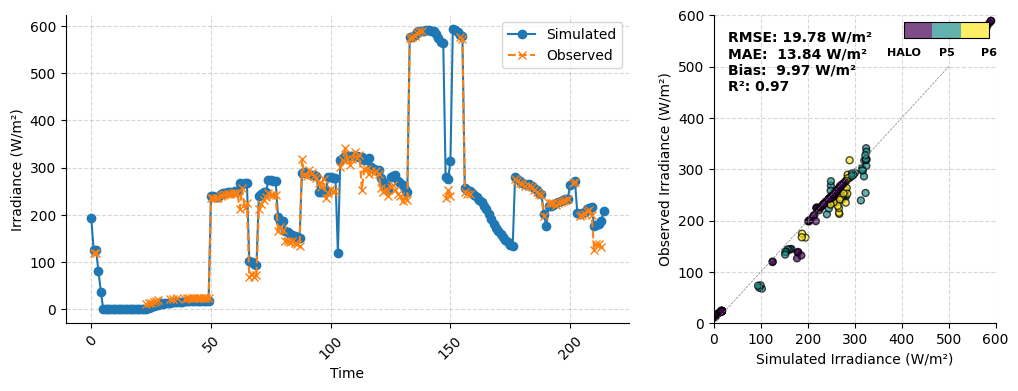 600
500
400
300
200
100
0
Irradiance (W/m²)
0
50
100
150
200
Time
Simulated
Observed
600
500
400
300
200
100
0
Observed Irradiance (W/m²)
RMSE: 19.78 W/m²
MAE: 13.84 W/m²
Bias: 9.97 W/m²
R²: 0.97
HALO P5 P6
0 100 200 300 400 500 600
Simulated Irradiance (W/m²)